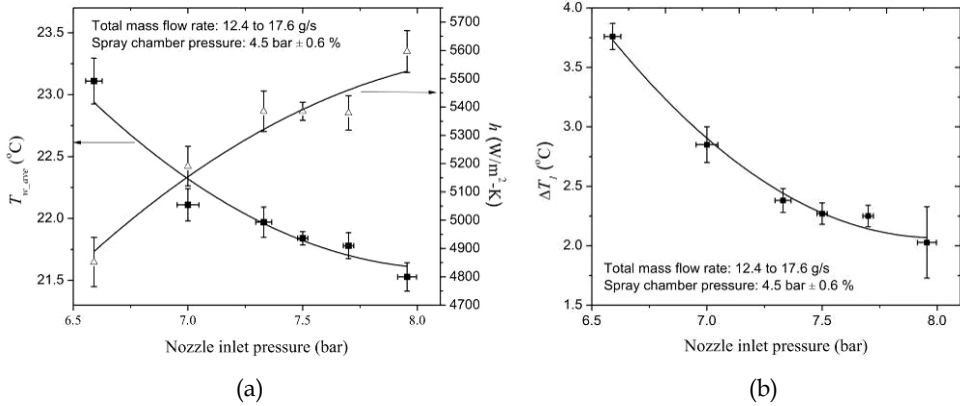 Total mass flow rate: 12.4 to 17.6 g/s
Spray chamber pressure: 4.5 bar ± 0.6 %
23.5
23.0
22.5
22.0
21.5
T_w_ave (°C)
5700
5600
5500
5400
5300
5200
5100
5000
4900
4800
4700
h (W/m²-K)
6.5 7.0 7.5 8.0
Nozzle inlet pressure (bar)
(a)
4.0
3.5
3.0
2.5
2.0
1.5
ΔT_1 (°C)
Total mass flow rate: 12.4 to 17.6 g/s
Spray chamber pressure: 4.5 bar ± 0.6 %
6.5 7.0 7.5 8.0
Nozzle inlet pressure (bar)
(b)